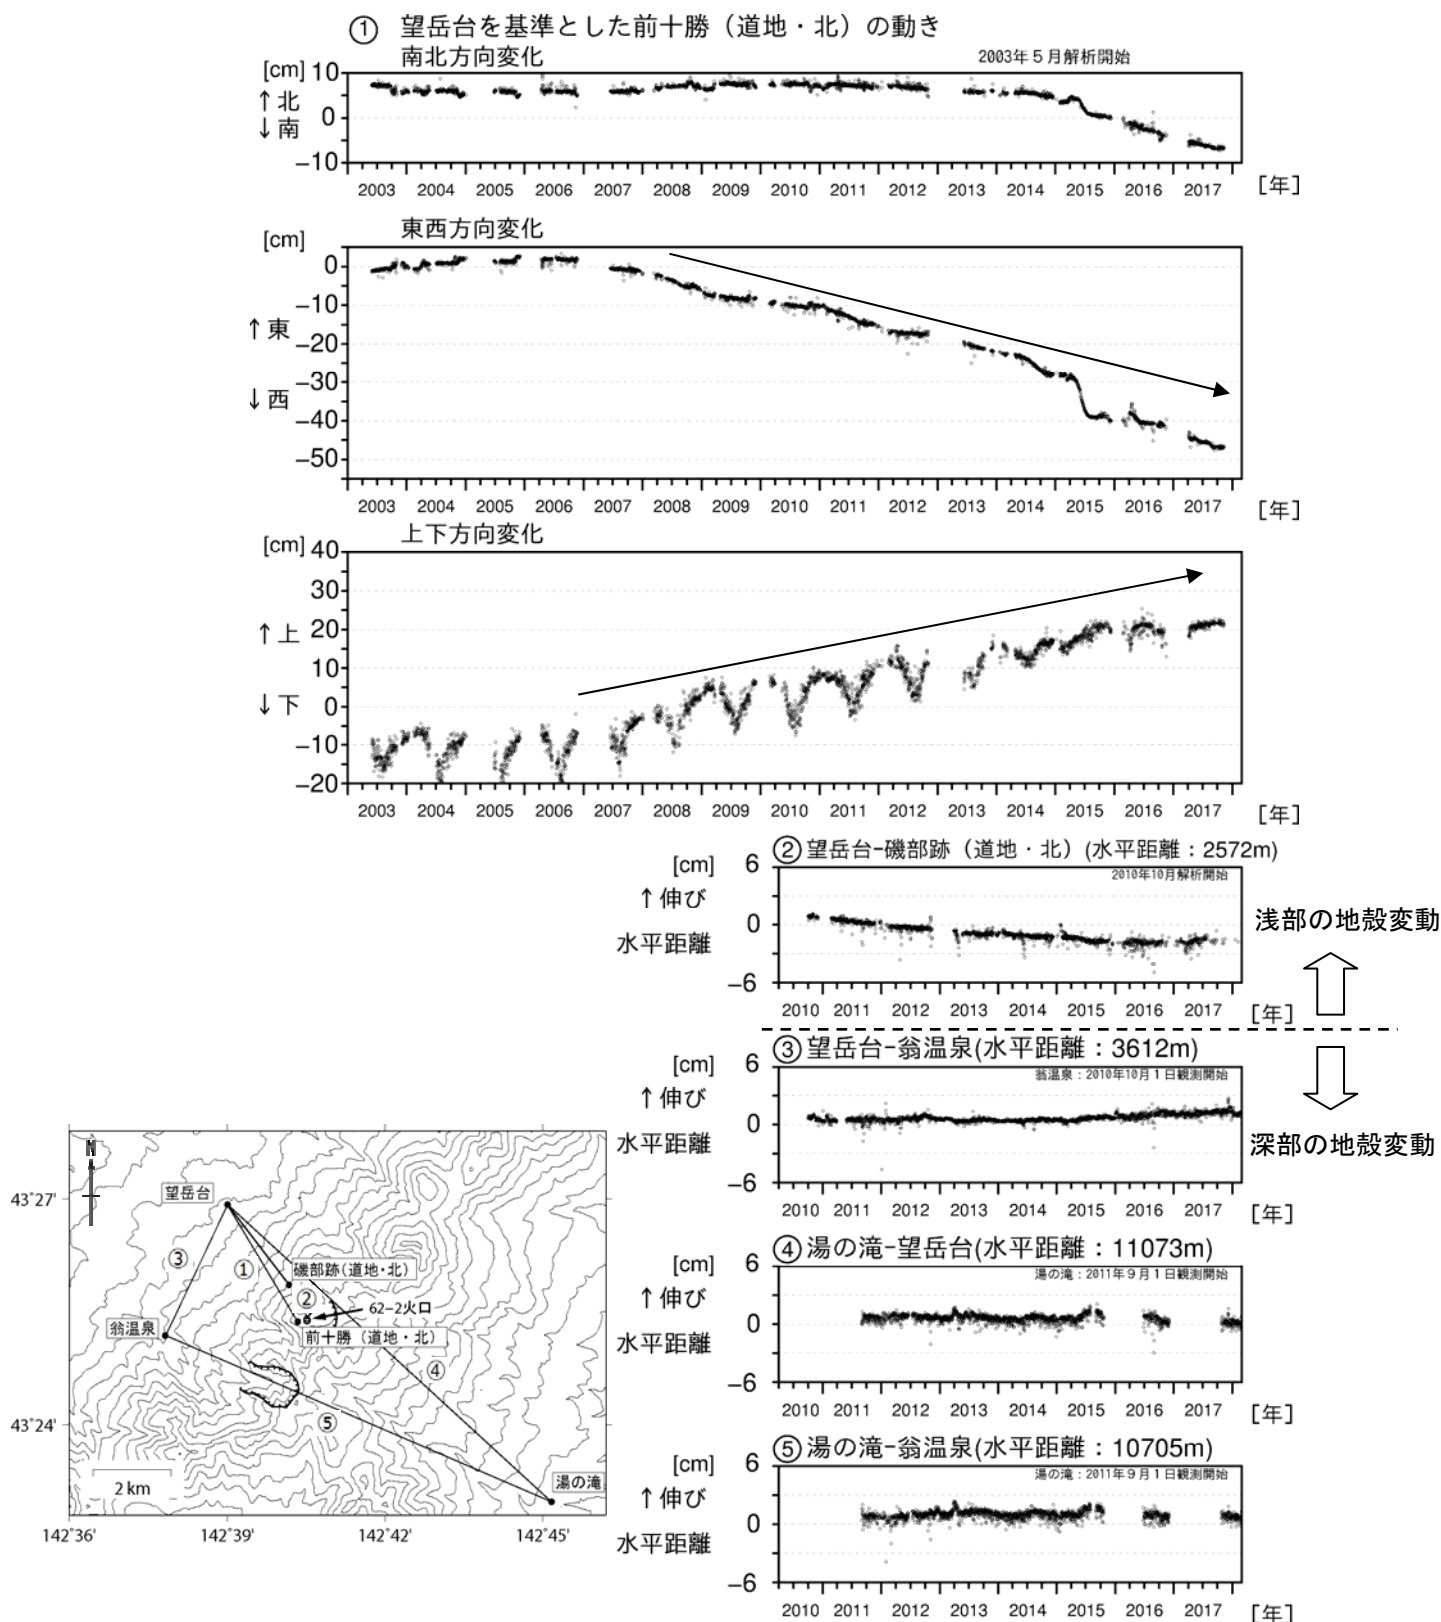 ① 望岳台を基準とした前十勝（道地・北）の動き
南北方向変化
2003年５月解析開始
[cm]
10
↑北
0
↓南
−10
2003 2004 2005 2006 2007 2008 2009 2010 2011 2012 2013 2014 2015 2016 2017 [年]
東西方向変化
[cm]
0
−10
↑東
−20
−30
↓西
−40
−50
2003 2004 2005 2006 2007 2008 2009 2010 2011 2012 2013 2014 2015 2016 2017 [年]
上下方向変化
[cm]
40
30
20
↑上
10
0
↓下
−10
−20
2003 2004 2005 2006 2007 2008 2009 2010 2011 2012 2013 2014 2015 2016 2017 [年]
②望岳台−磯部跡（道地・北）(水平距離：2572m)
2010年10月解析開始
[cm]
6
↑伸び
0
水平距離
−6
2010 2011 2012 2013 2014 2015 2016 2017 [年]
浅部の地殻変動
③望岳台−翁温泉(水平距離：3612m)
翁温泉：2010年10月１日観測開始
[cm]
6
↑伸び
0
水平距離
−6
2010 2011 2012 2013 2014 2015 2016 2017 [年]
深部の地殻変動
④湯の滝−望岳台(水平距離：11073m)
湯の滝：2011年９月１日観測開始
[cm]
6
↑伸び
0
水平距離
−6
2010 2011 2012 2013 2014 2015 2016 2017 [年]
⑤湯の滝−翁温泉(水平距離：10705m)
湯の滝：2011年９月１日観測開始
[cm]
6
↑伸び
0
水平距離
−6
2010 2011 2012 2013 2014 2015 2016 2017 [年]
N
43˚27'
望岳台
③
①
磯部跡（道地・北）
②
62−2火口
翁温泉
前十勝（道地・北）
④
43˚24'
⑤
2 km
湯の滝
142˚36' 142˚39' 142˚42' 142˚45'